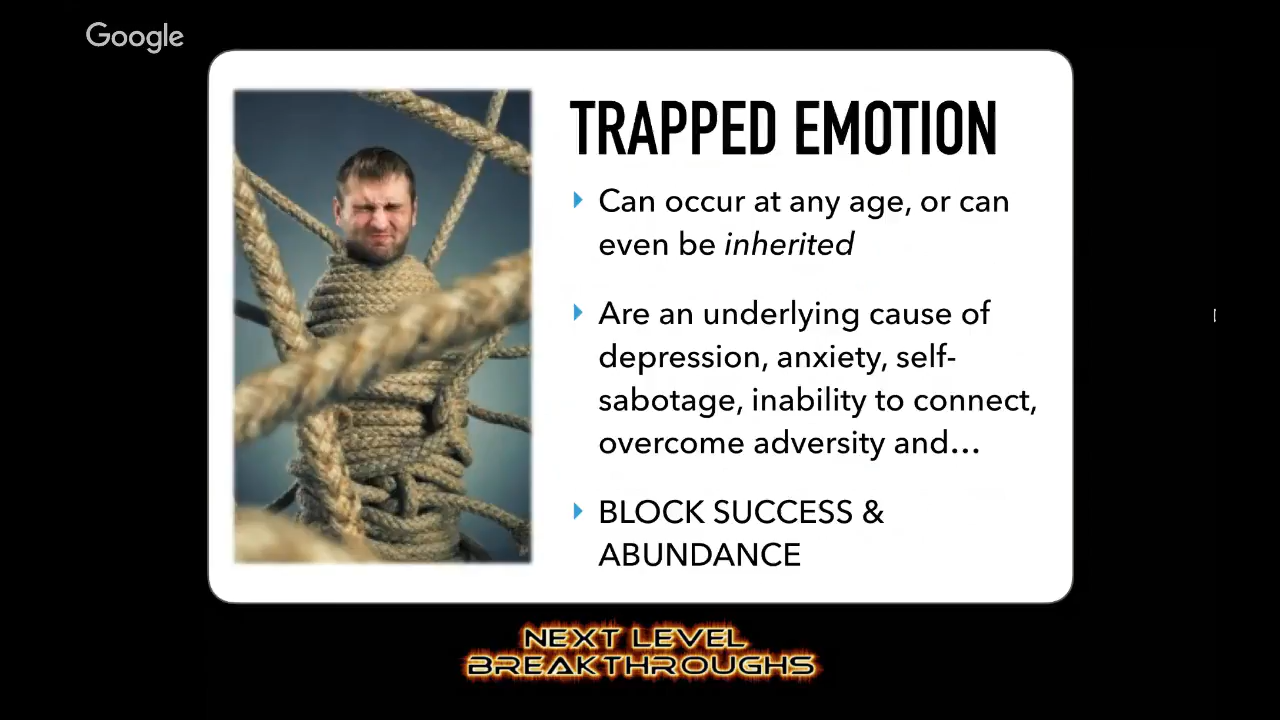 Google
TRAPPED EMOTION
Can occur at any age, or can
even be inherited
Are an underlying cause of
depression, anxiety, self-
sabotage, inability to connect,
overcome adversity and...
BLOCK SUCCESS &
ABUNDANCE
NEXT LEVEL
BREAKTHROUGHS